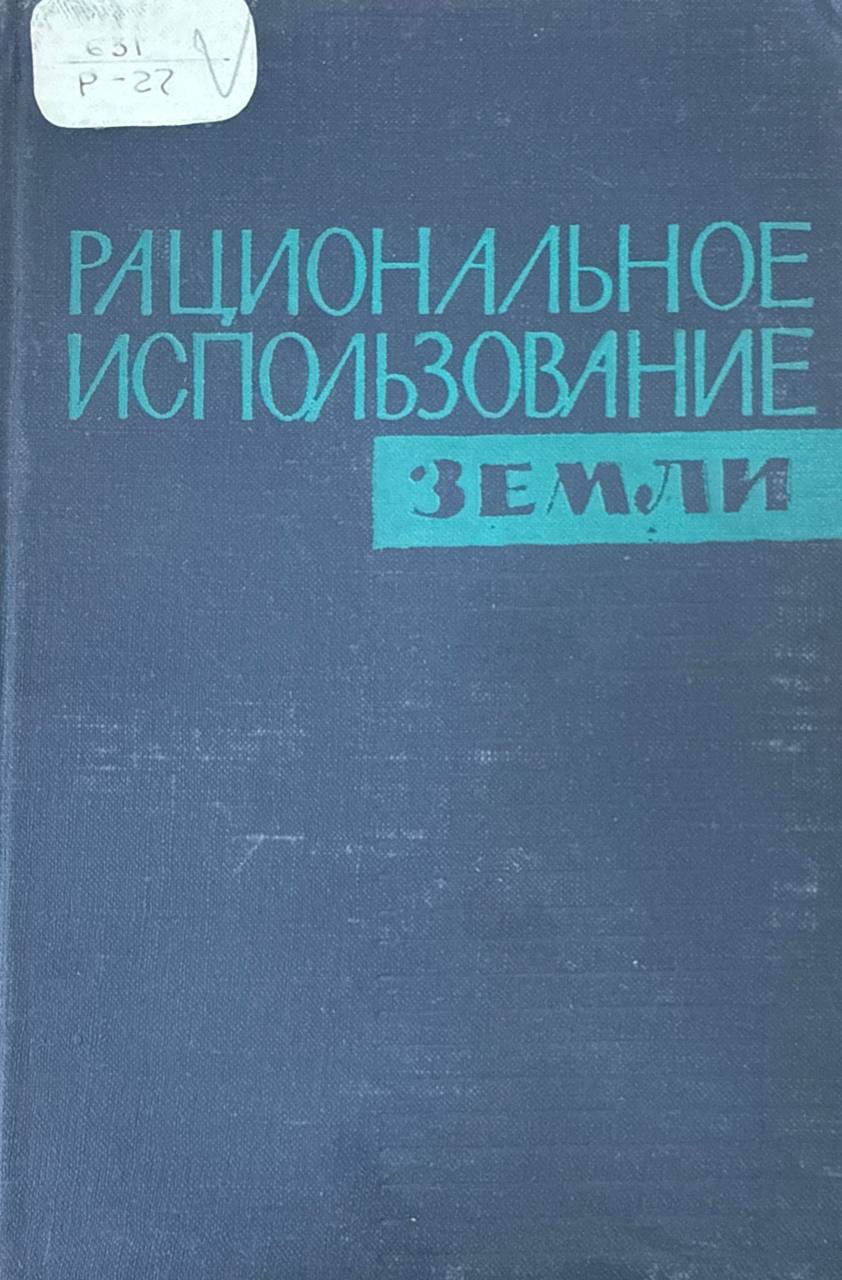 631
Р-27
РАЦИОНАЛЬНОЕ
ИСПОЛЬЗОВАНИЕ
ЗЕМЛИ